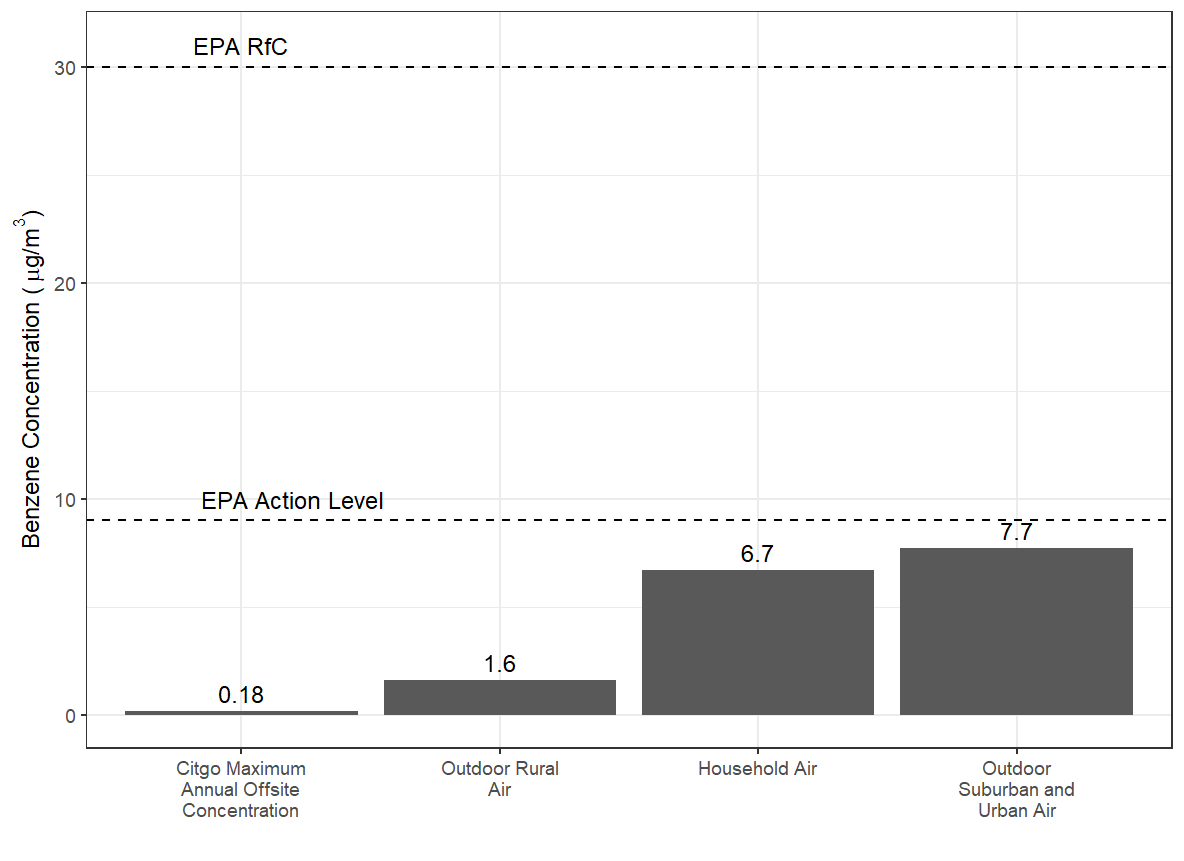 EPA RfC
30
20
10
0
Benzene Concentration ( μg/m³)
EPA Action Level
7.7
6.7
1.6
0.18
Citgo Maximum
Annual Offsite
Concentration
Outdoor Rural
Air
Household Air
Outdoor
Suburban and
Urban Air